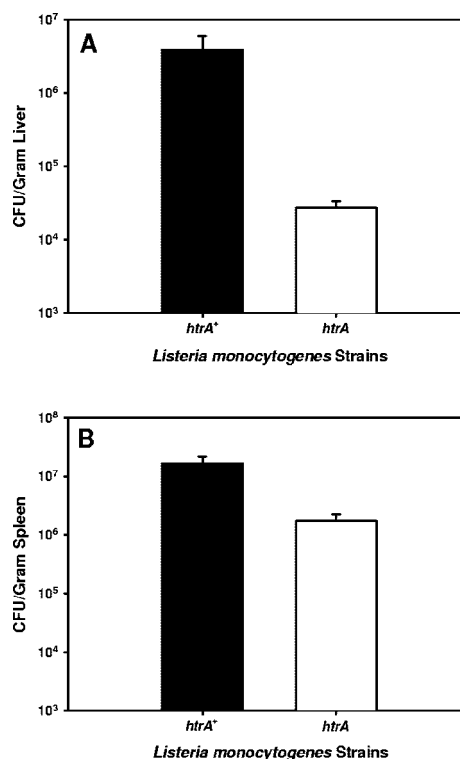 A
CFU/Gram Liver
10⁷
10⁶
10⁵
10⁴
10³
htrA⁺ htrA
Listeria monocytogenes Strains
B
CFU/Gram Spleen
10⁸
10⁷
10⁶
10⁵
10⁴
10³
htrA⁺ htrA
Listeria monocytogenes Strains